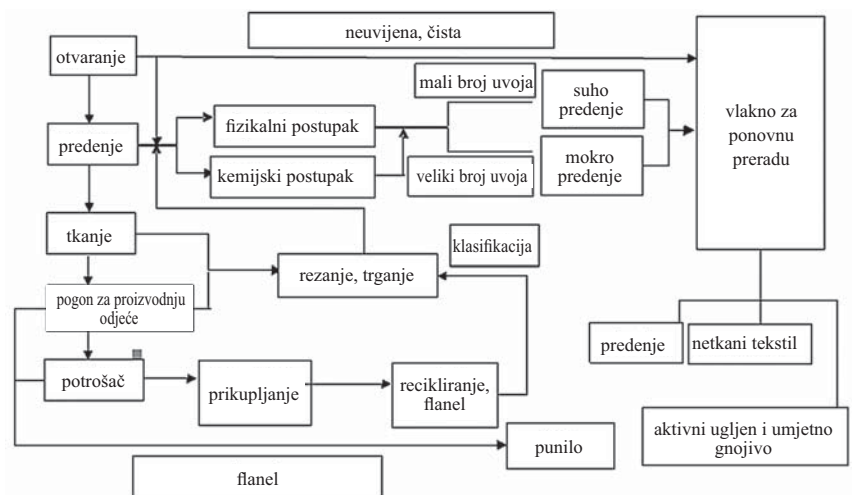 neuvijena, čista
otvaranje
mali broj uvoja
suho
predenje
vlakno za
ponovnu
preradu
fizikalni postupak
predenje
kemijski postupak
veliki broj uvoja
mokro
predenje
tkanje
klasifikacija
rezanje, trganje
pogon za proizvodnju
odjeće
predenje
netkani tekstil
potrošač
prikupljanje
recikliranje,
flanel
aktivni ugljen i umjetno
gnojivo
punilo
flanel